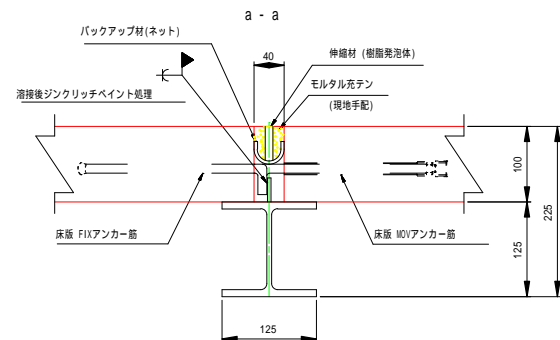 a - a
バックアップ材(ネット)
40
伸縮材 (樹脂発泡体)
溶接後ジンクリッチペイント処理
モルタル充テン
(現地手配)
100
225
床版 FIXアンカー筋
床版 MOVアンカー筋
125
125